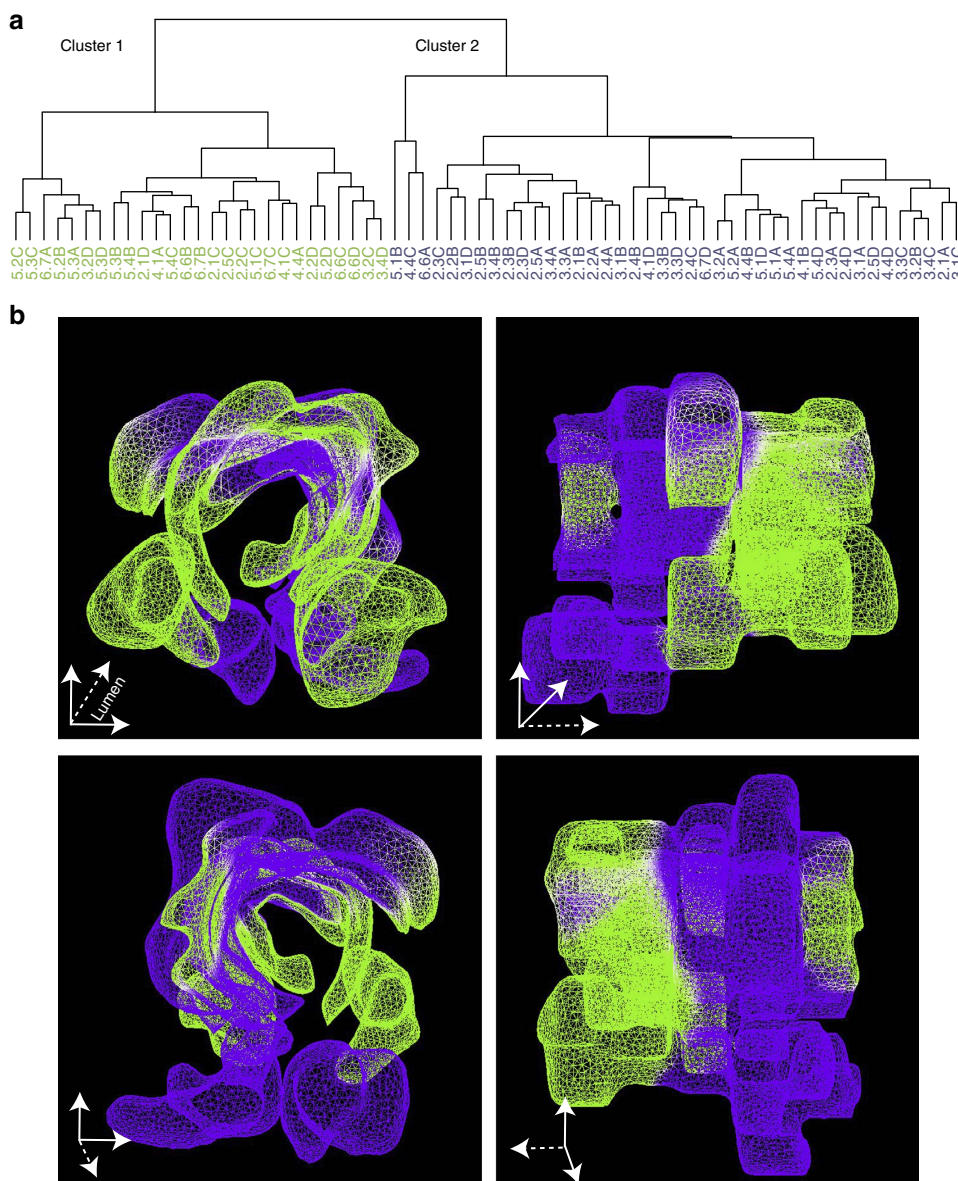 a
Cluster 1
Cluster 2
5.2C 5.3C 6.7A 5.2B 5.3A 5.3B 5.4B 2.1D 4.1A 5.4C 6.6B 6.7B 2.1C 2.5C 2.2C 5.1C 6.7C 4.1C 4.4A 2.2D 5.2D 6.6C 6.6D 3.2C 3.4D 5.1B 4.4C 6.6A 2.3C 2.2B 3.1D 2.5B 3.4B 2.3B 2.3D 2.5A 3.4A 3.3A 2.1B 2.2A 2.4A 3.1B 2.4B 4.1D 3.3B 3.3D 2.4C 6.7D 3.2A 5.2A 4.4B 5.1D 5.1A 5.4A 4.1B 5.4D 2.3A 2.4D 3.1A 2.5D 4.4D 3.3C 3.2B 3.4C 2.1A 3.1C
b
Lumen